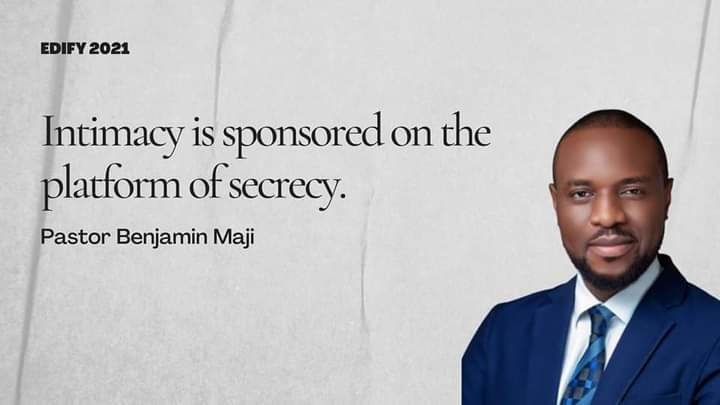 EDIFY 2021
Intimacy is sponsored on the
platform of secrecy.
Pastor Benjamin Maji